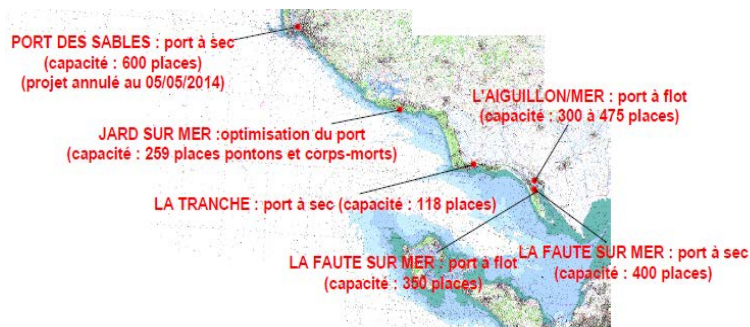 PORT DES SABLES : port à sec
(capacité : 600 places)
(projet annulé au 05/05/2014)
L'AIGUILLON/MER : port à flot
(capacité : 300 à 475 places)
JARD SUR MER :optimisation du port
(capacité : 259 places pontons et corps-morts)
LA TRANCHE : port à sec (capacité : 118 places)
LA FAUTE SUR MER : port à flot
(capacité : 350 places)
LA FAUTE SUR MER : port à sec
(capacité : 400 places)